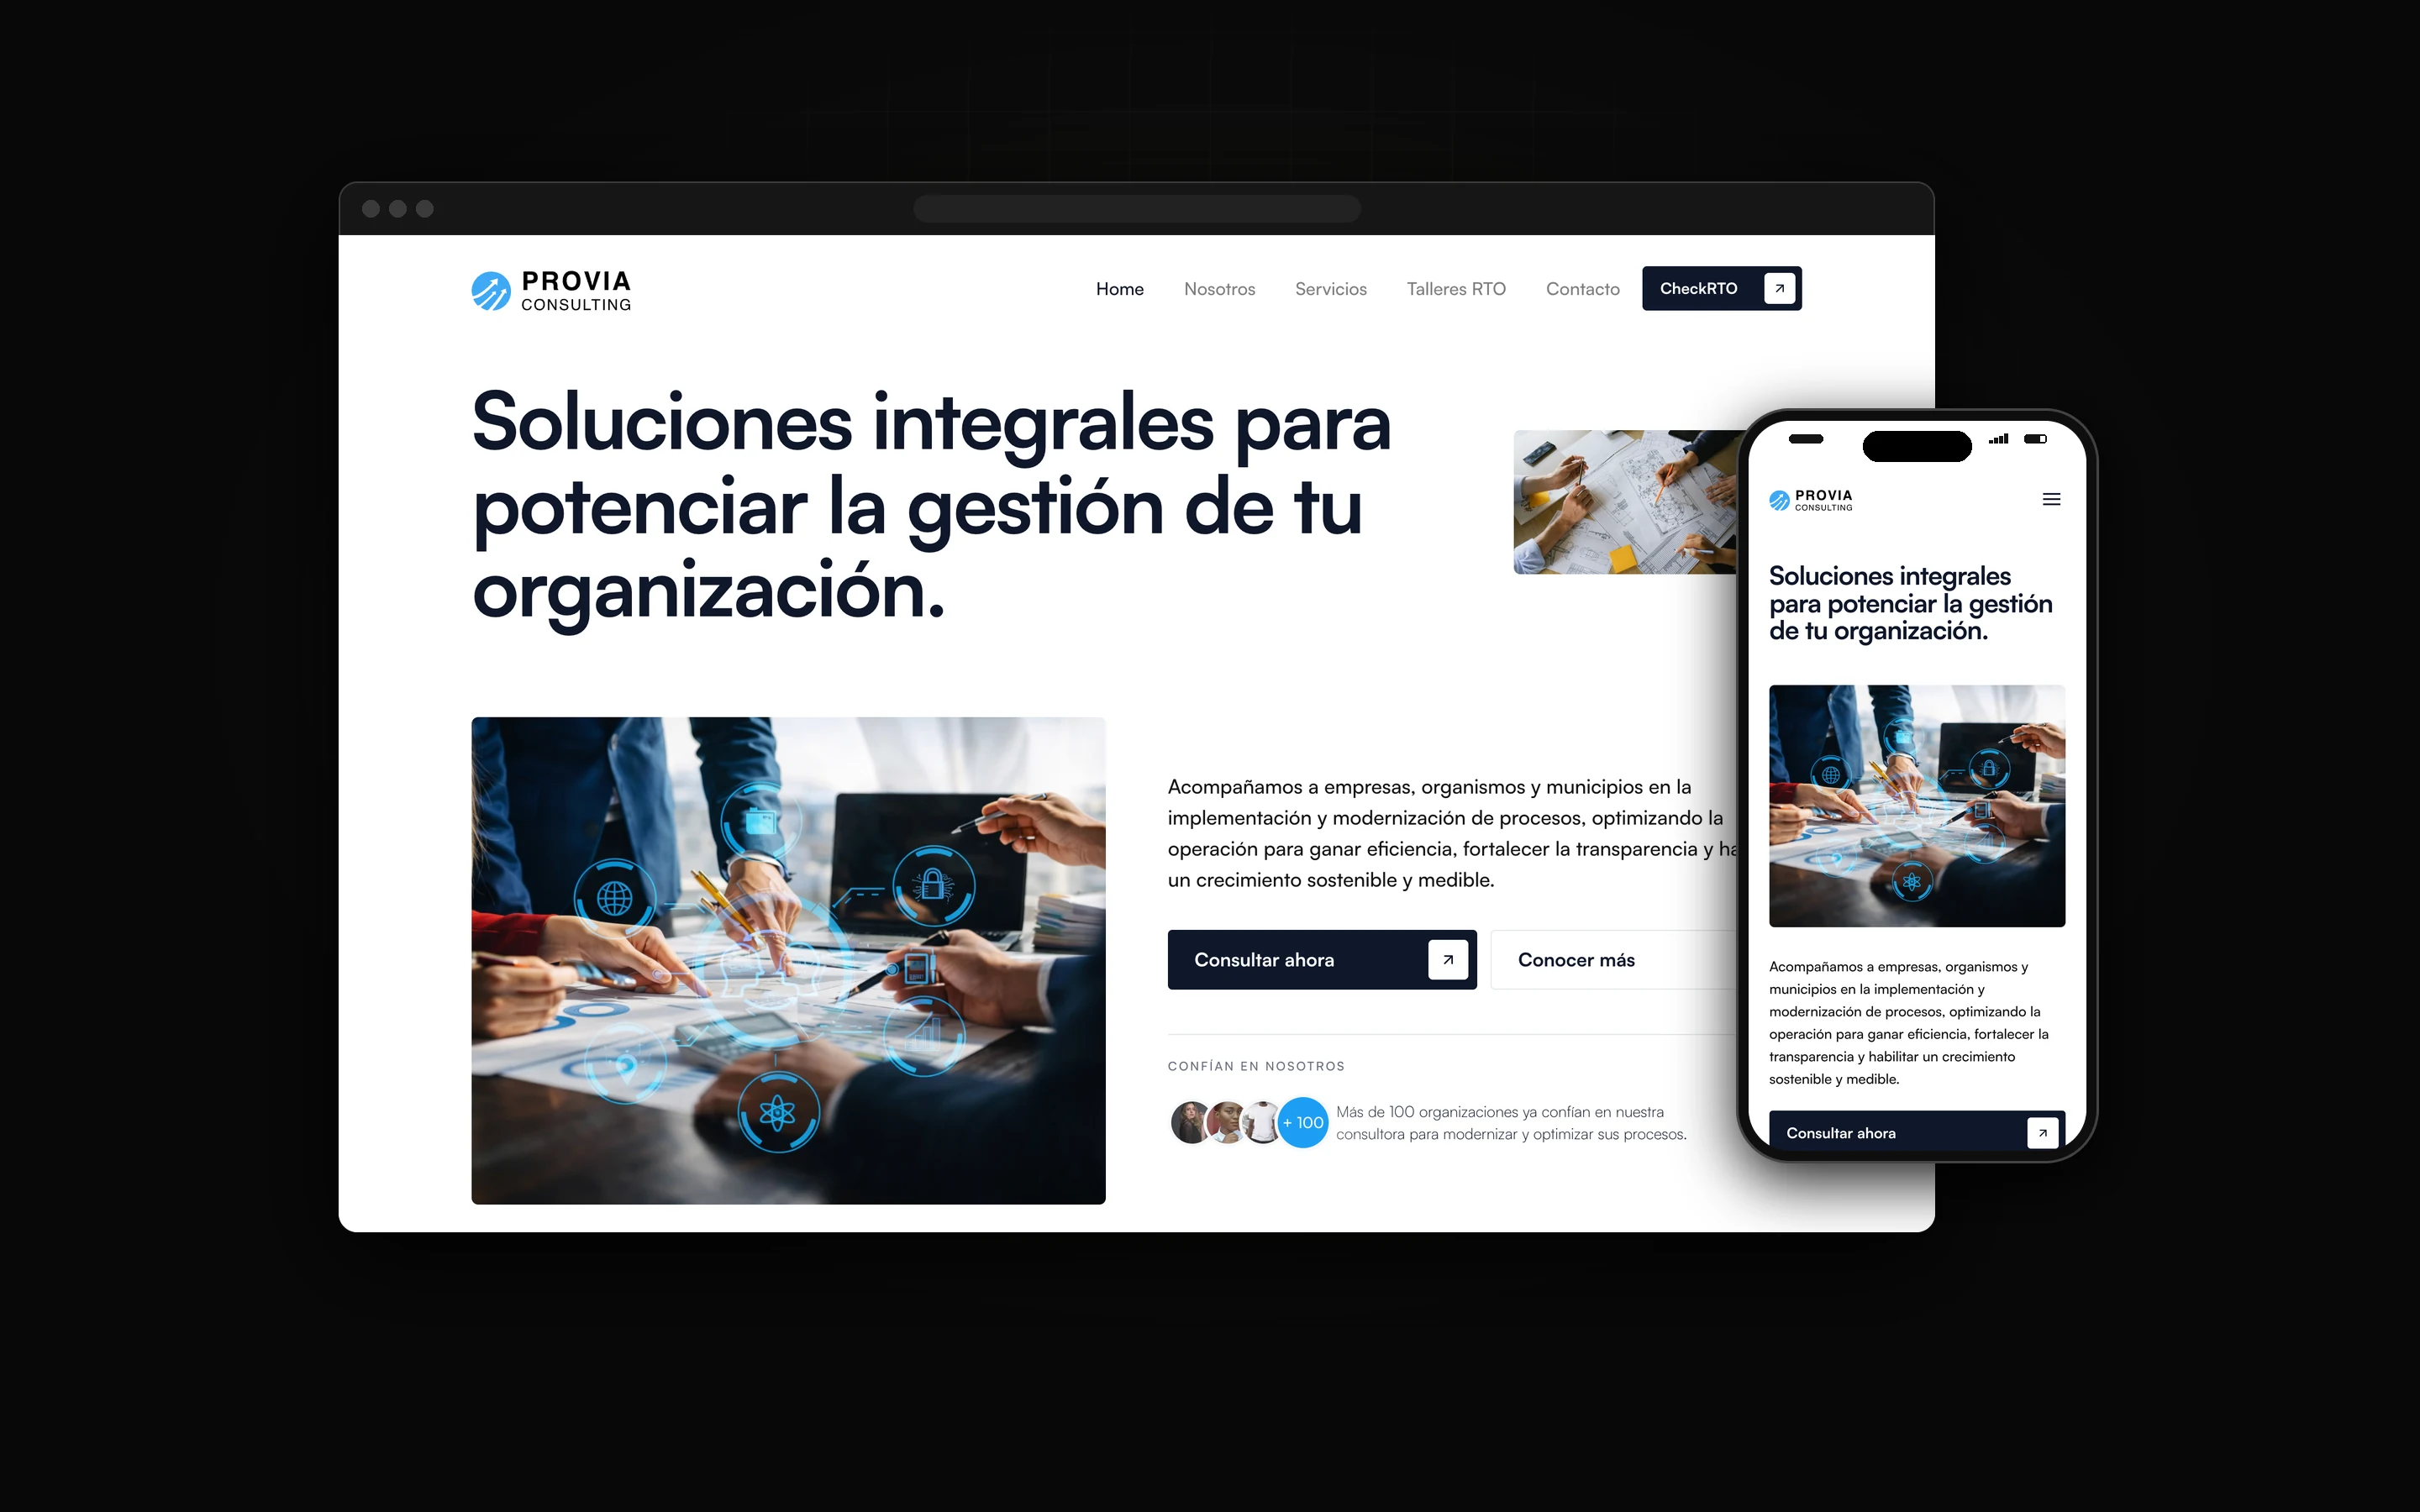 PROVIA
CONSULTING
Home
Nosotros
Servicios
Talleres RTO
Contacto
CheckRTO
Soluciones integrales para
potenciar la gestión de tu
organización.
Acompañamos a empresas, organismos y municipios en la
implementación y modernización de procesos, optimizando la
operación para ganar eficiencia, fortalecer la transparencia y
un crecimiento sostenible y medible.
Consultar ahora
Conocer más
CONFÍAN EN NOSOTROS
+ 100
Más de 100 organizaciones ya confían en nuestra
consultora para modernizar y optimizar sus procesos.
PROVIA
CONSULTING
Soluciones integrales
para potenciar la gestión
de tu organización.
Acompañamos a empresas, organismos y
municipios en la implementación y
modernización de procesos, optimizando la
operación para ganar eficiencia, fortalecer la
transparencia y habilitar un crecimiento
sostenible y medible.
Consultar ahora